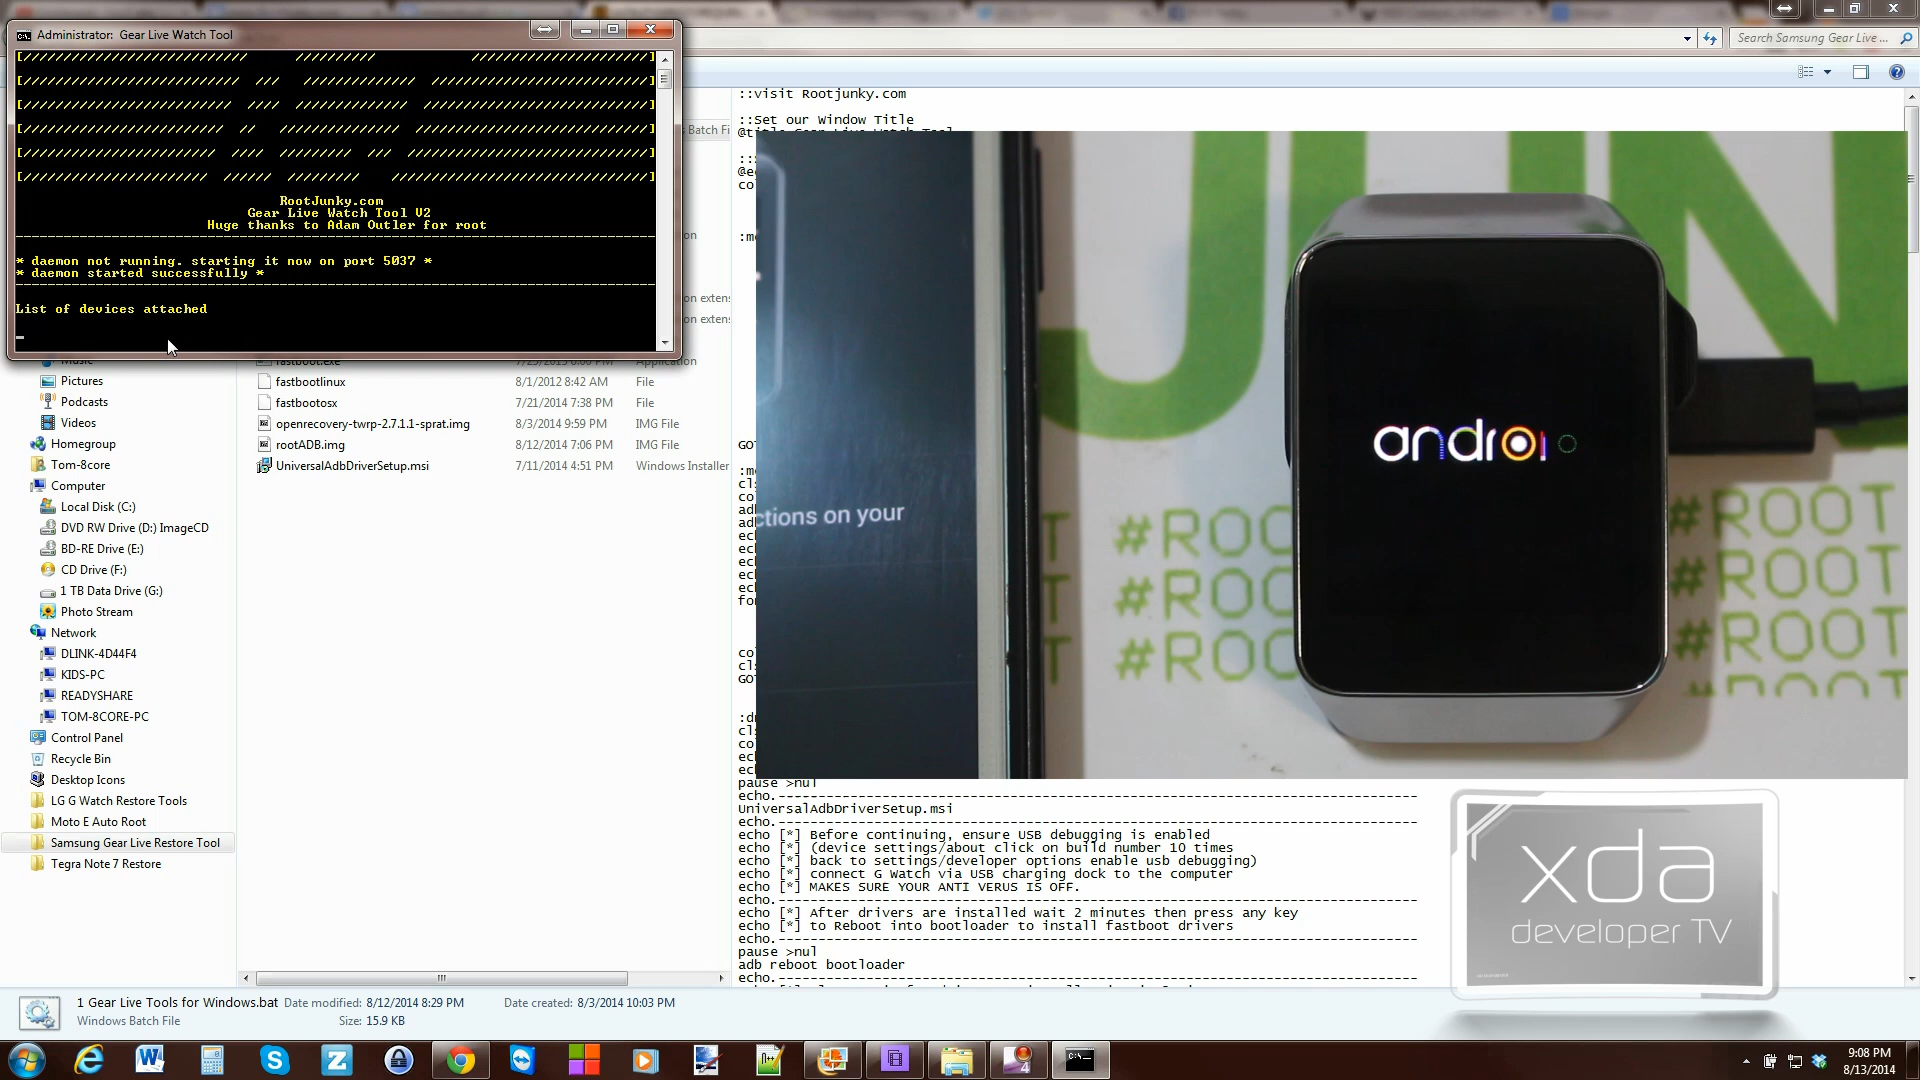 Administrator: Gear Live Watch Tool
RootJunky.com
Gear Live Watch Tool V2
Huge thanks to Adam Outler for root
* daemon not running. starting it now on port 5037 *
* daemon started successfully *
List of devices attached
Search Samsung Gear Live ...
::visit Rootjunky.com
::Set our Window Title
s Batch Fi
on
on extens
on extens
Pictures
Podcasts
Videos
Homegroup
Tom-8core
Computer
Local Disk (C:)
DVD RW Drive (D:) ImageCD
BD-RE Drive (E:)
CD Drive (F:)
1 TB Data Drive (G:)
Photo Stream
Network
DLINK-4D44F4
KIDS-PC
READYSHARE
TOM-8CORE-PC
Control Panel
Recycle Bin
Desktop Icons
LG G Watch Restore Tools
Moto E Auto Root
Samsung Gear Live Restore Tool
Tegra Note 7 Restore
fastbootlinux 8/1/2012 8:42 AM File
fastbootosx 7/21/2014 7:38 PM File
openrecovery-twrp-2.7.1.1-sprat.img 8/3/2014 9:59 PM IMG File
rootADB.img 8/12/2014 7:06 PM IMG File
UniversalAdbDriverSetup.msi 7/11/2014 4:51 PM Windows Installer
ctions on your
androi
JUN
#ROOT
#ROOT
#ROOT
pause >nul
echo.--------------------------------------------------------------------------------
UniversalAdbDriverSetup.msi
echo.--------------------------------------------------------------------------------
echo [*] Before continuing, ensure USB debugging is enabled
echo [*] (device settings/about click on build number 10 times
echo [*] back to settings/developer options enable usb debugging)
echo [*] connect G Watch via USB charging dock to the computer
echo [*] MAKES SURE YOUR ANTI VERUS IS OFF.
echo.--------------------------------------------------------------------------------
echo [*] After drivers are installed wait 2 minutes then press any key
echo [*] to Reboot into bootloader to install fastboot drivers
echo.--------------------------------------------------------------------------------
pause >nul
adb reboot bootloader
echo.--------------------------------------------------------------------------------
xda
developer TV
1 Gear Live Tools for Windows.bat Date modified: 8/12/2014 8:29 PM Date created: 8/3/2014 10:03 PM
Windows Batch File Size: 15.9 KB
9:08 PM
8/13/2014